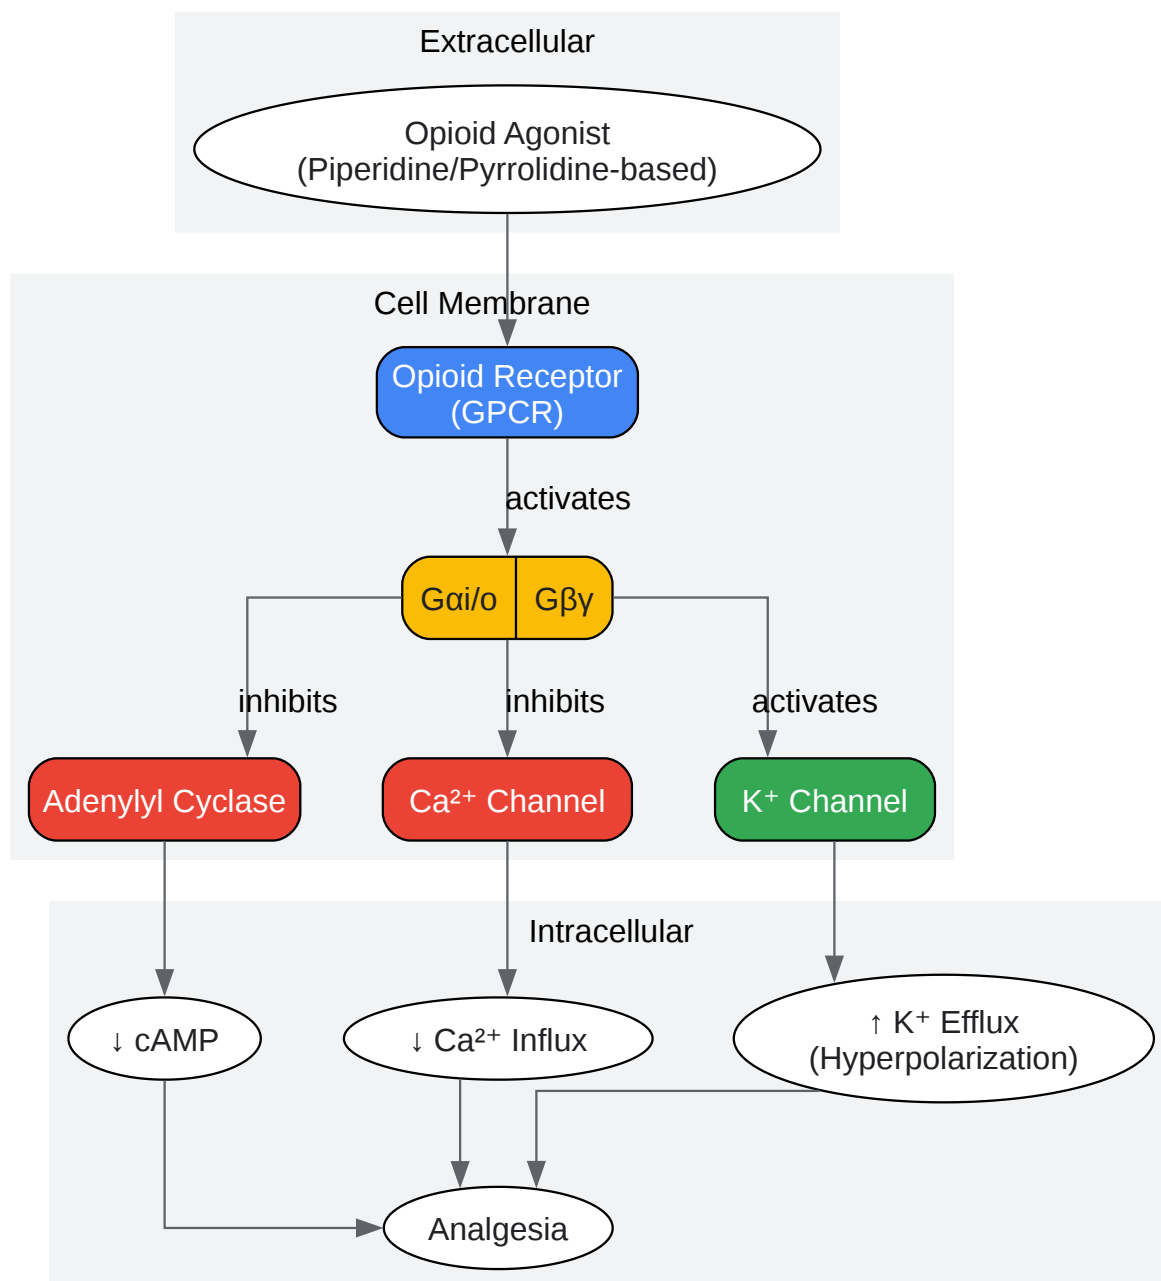 Extracellular
Opioid Agonist
(Piperidine/Pyrrolidine-based)
Cell Membrane
Opioid Receptor
(GPCR)
activates
Gαi/o
Gβγ
inhibits
inhibits
activates
Adenylyl Cyclase
Ca²⁺ Channel
K⁺ Channel
Intracellular
↓ cAMP
↓ Ca²⁺ Influx
↑ K⁺ Efflux
(Hyperpolarization)
Analgesia